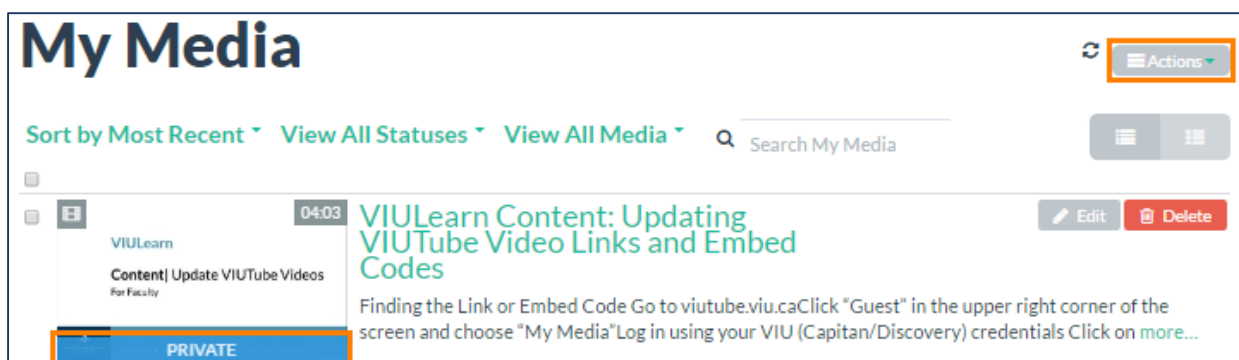 My Media
Actions
Sort by Most Recent View All Statuses View All Media Search My Media
04:03
VIULearn Content: Updating
VIUTube Video Links and Embed
Codes
Edit Delete
VIULearn
Content| Update VIUTube Videos
For Faculty
Finding the Link or Embed Code Go to viutube.viu.caClick “Guest” in the upper right corner of the
screen and choose “My Media”Log in using your VIU (Capitan/Discovery) credentials Click on more...
PRIVATE